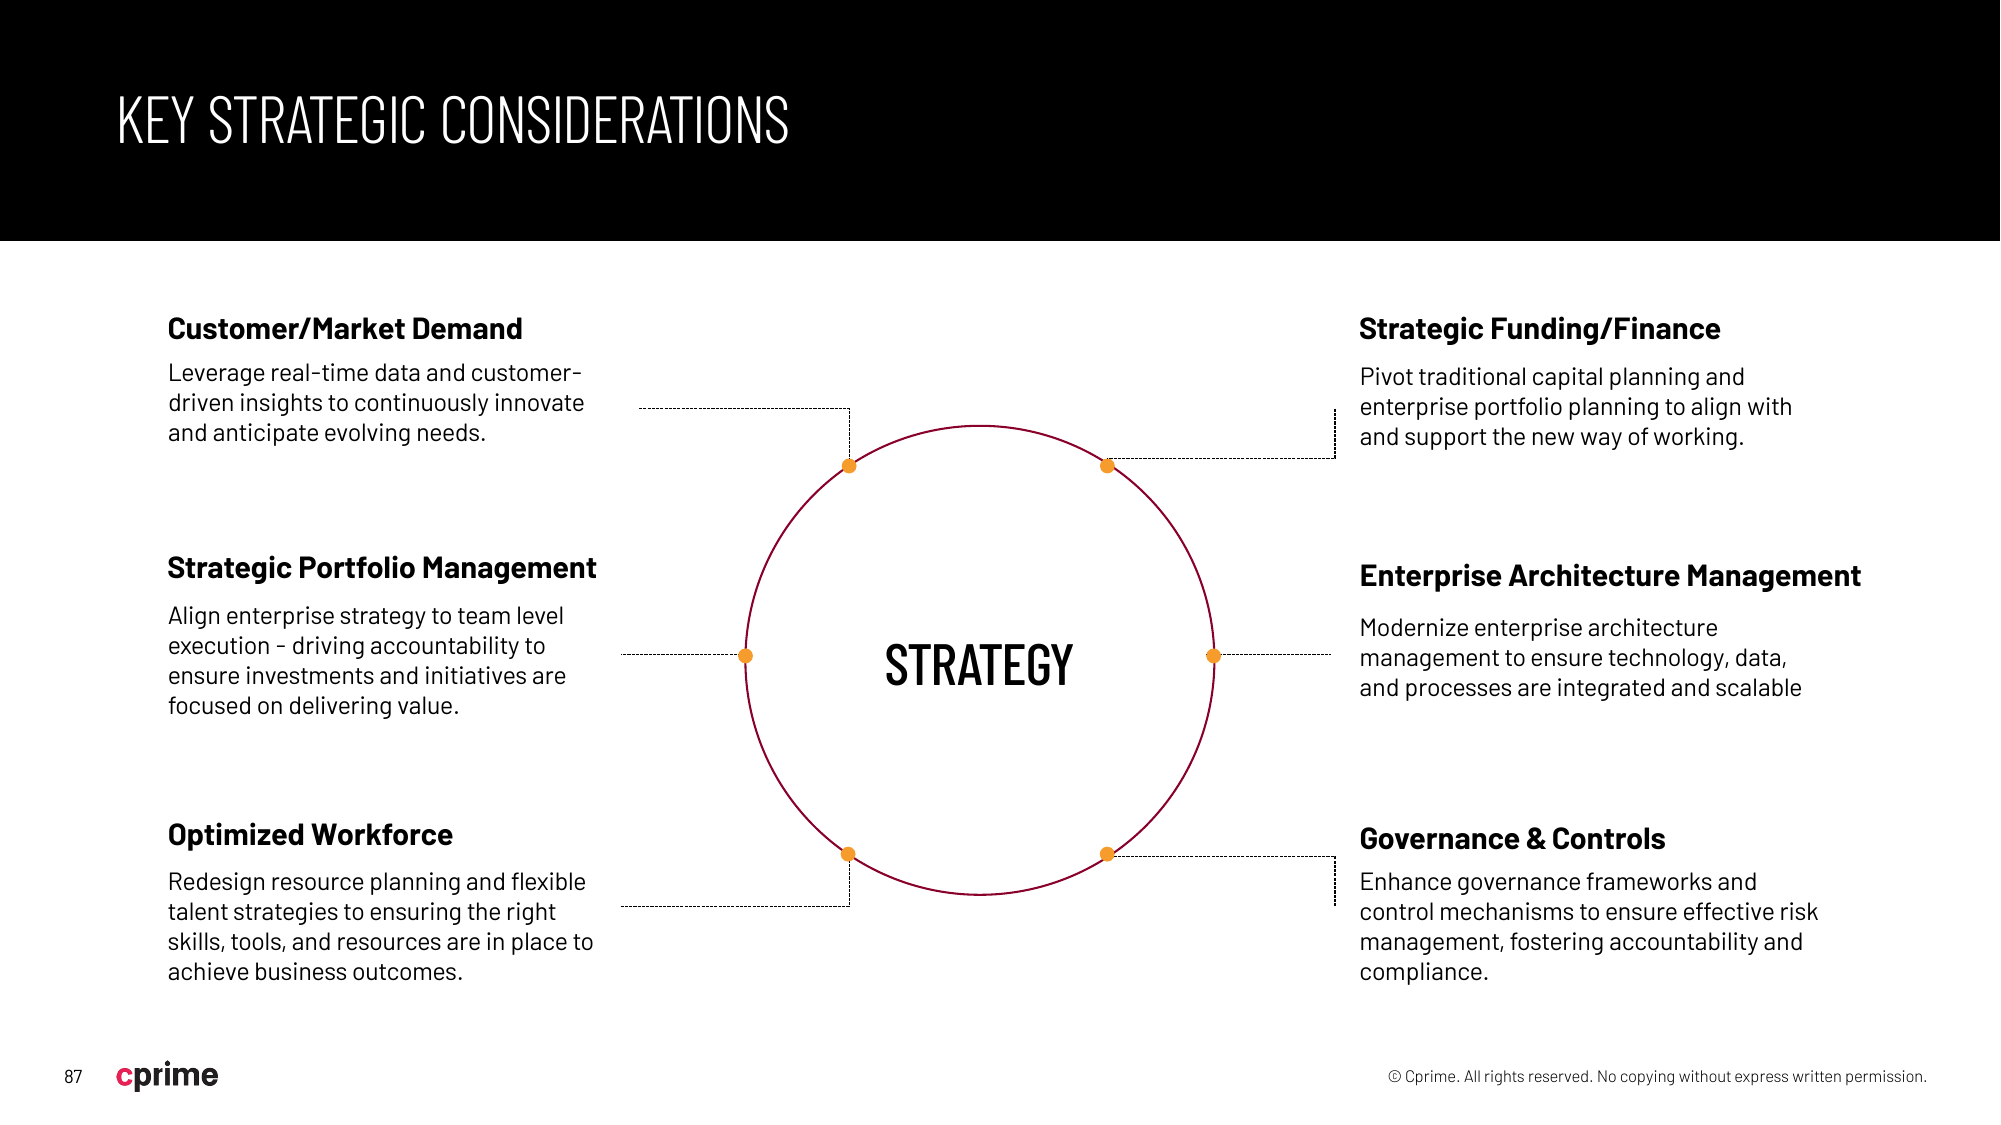 KEY STRATEGIC CONSIDERATIONS
Customer/Market Demand
Leverage real-time data and customer-
driven insights to continuously innovate
and anticipate evolving needs.
Strategic Portfolio Management
Align enterprise strategy to team level
execution - driving accountability to
ensure investments and initiatives are
focused on delivering value.
Optimized Workforce
Redesign resource planning and flexible
talent strategies to ensuring the right
skills, tools, and resources are in place to
achieve business outcomes.
STRATEGY
Strategic Funding/Finance
Pivot traditional capital planning and
enterprise portfolio planning to align with
and support the new way of working.
Enterprise Architecture Management
Modernize enterprise architecture
management to ensure technology, data,
and processes are integrated and scalable
Governance & Controls
Enhance governance frameworks and
control mechanisms to ensure effective risk
management, fostering accountability and
compliance.
87
cprime
© Cprime. All rights reserved. No copying without express written permission.